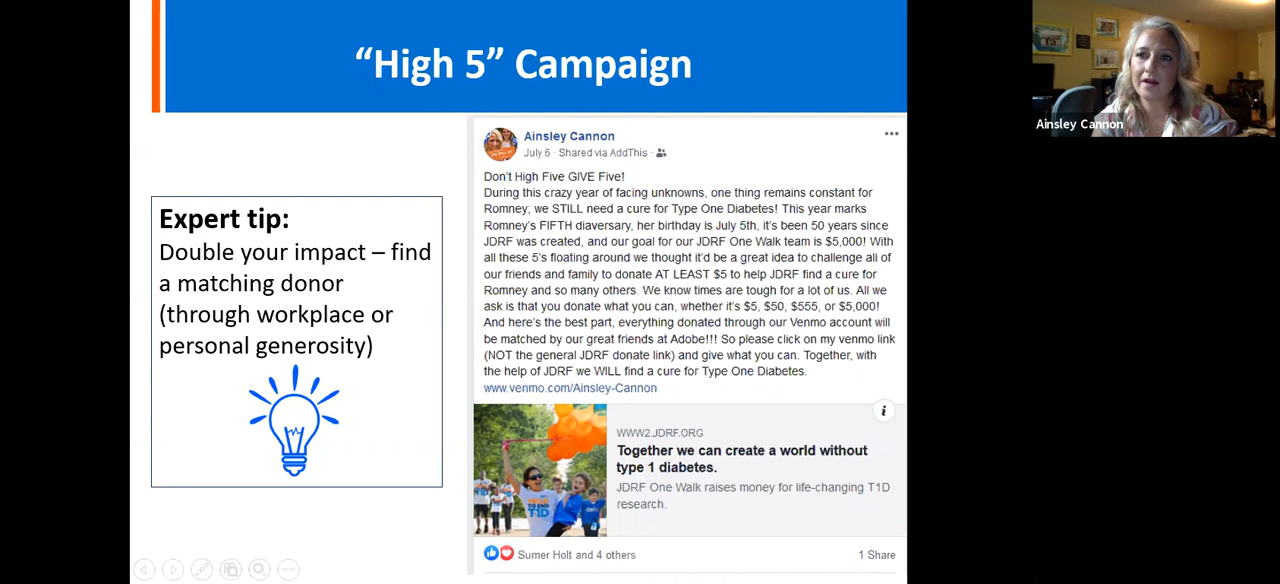 “High 5” Campaign
Ainsley Cannon
Expert tip:
Double your impact – find
a matching donor
(through workplace or
personal generosity)
Ainsley Cannon
July 6 · Shared via AddThis ·
Don't High Five GIVE Five!
During this crazy year of facing unknowns, one thing remains constant for
Romney; we STILL need a cure for Type One Diabetes! This year marks
Romney's FIFTH diaversary, her birthday is July 5th, it's been 50 years since
JDRF was created, and our goal for our JDRF One Walk team is $5,000! With
all these 5's floating around we thought it'd be a great idea to challenge all of
our friends and family to donate AT LEAST $5 to help JDRF find a cure for
Romney and so many others. We know times are tough for a lot of us. All we
ask is that you donate what you can, whether it's $5, $50, $555, or $5,000!
And here's the best part, everything donated through our Venmo account will
be matched by our great friends at Adobe!!! So please click on my venmo link
(NOT the general JDRF donate link) and give what you can. Together, with
the help of JDRF we WILL find a cure for Type One Diabetes.
www.venmo.com/Ainsley-Cannon
WWW2.JDRF.ORG
Together we can create a world without
type 1 diabetes.
JDRF One Walk raises money for life-changing T1D
research.
Sumer Holt and 4 others
1 Share